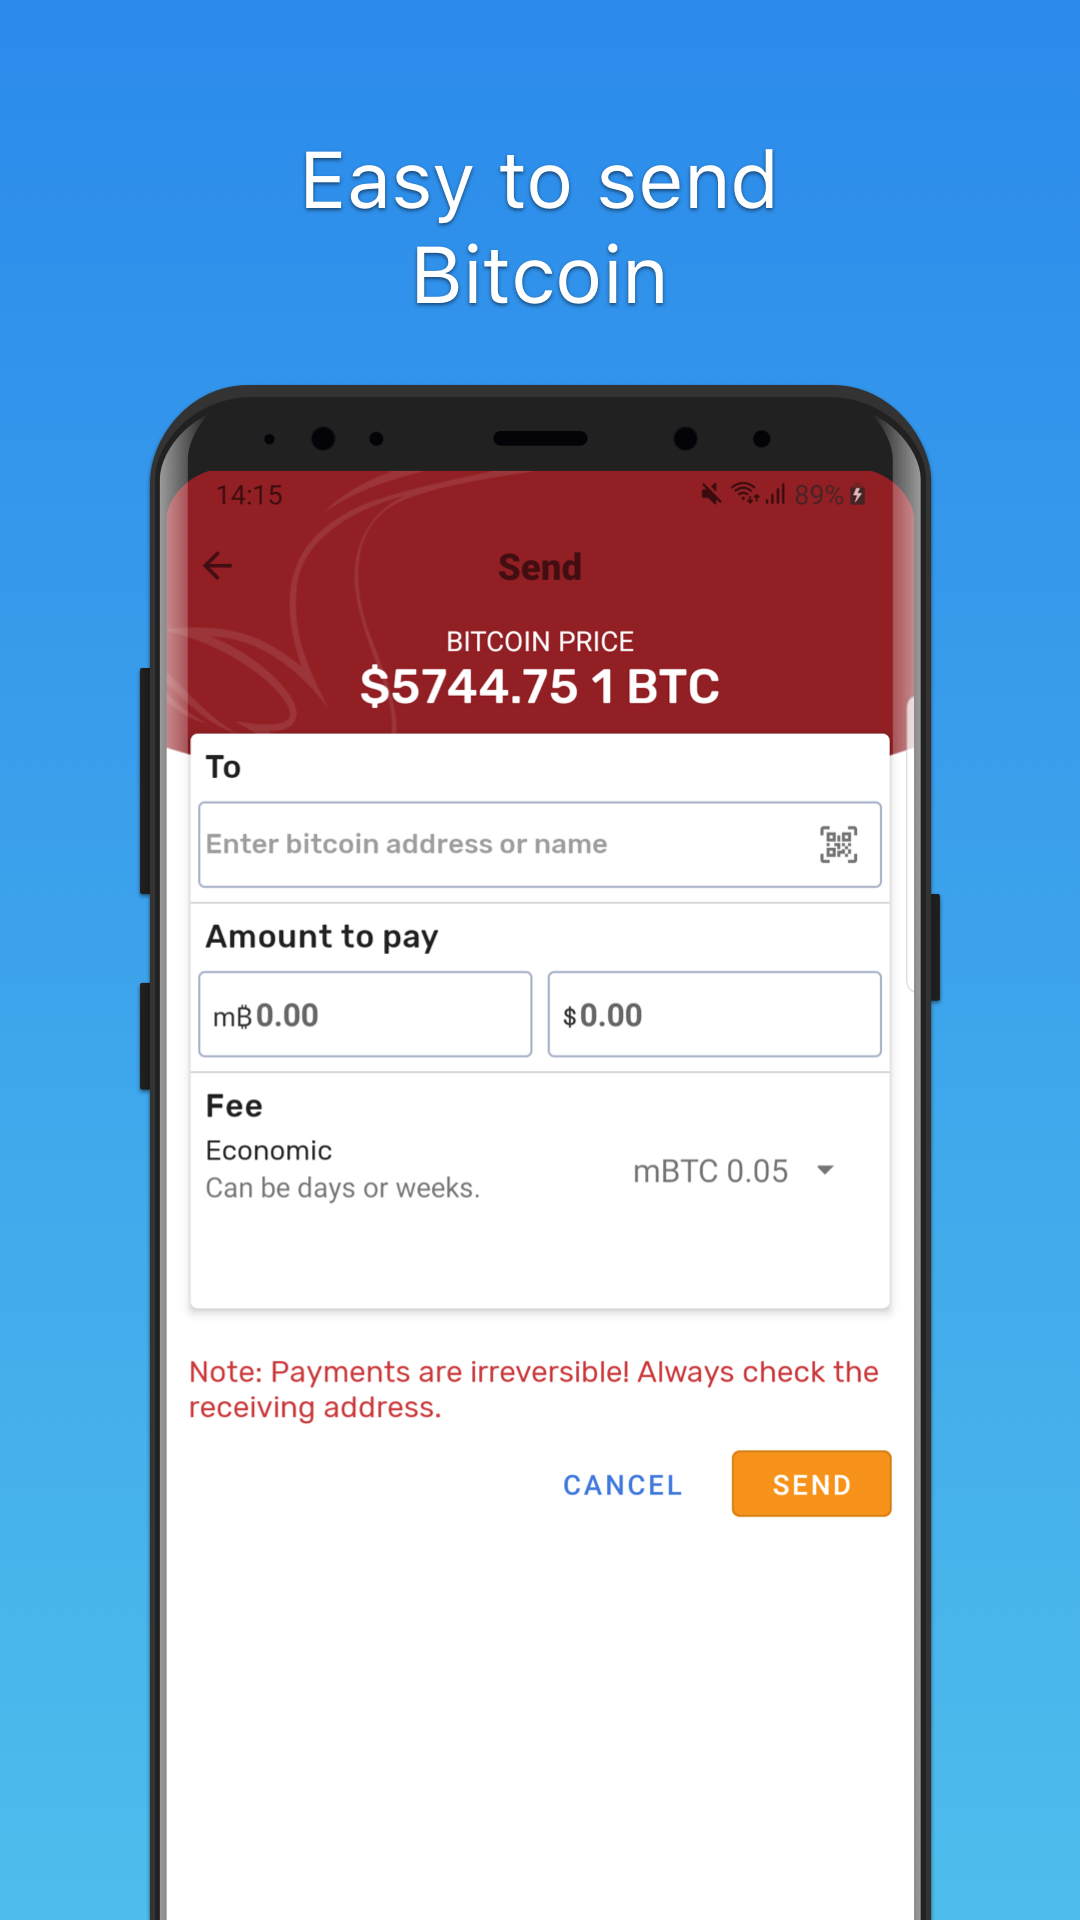 Easy to send
Bitcoin
14:15
89%
Send
BITCOIN PRICE
$5744.75 1 BTC
To
Enter bitcoin address or name
Amount to pay
m₿0.00
$0.00
Fee
Economic
Can be days or weeks.
mBTC 0.05
Note: Payments are irreversible! Always check the
receiving address.
CANCEL
SEND